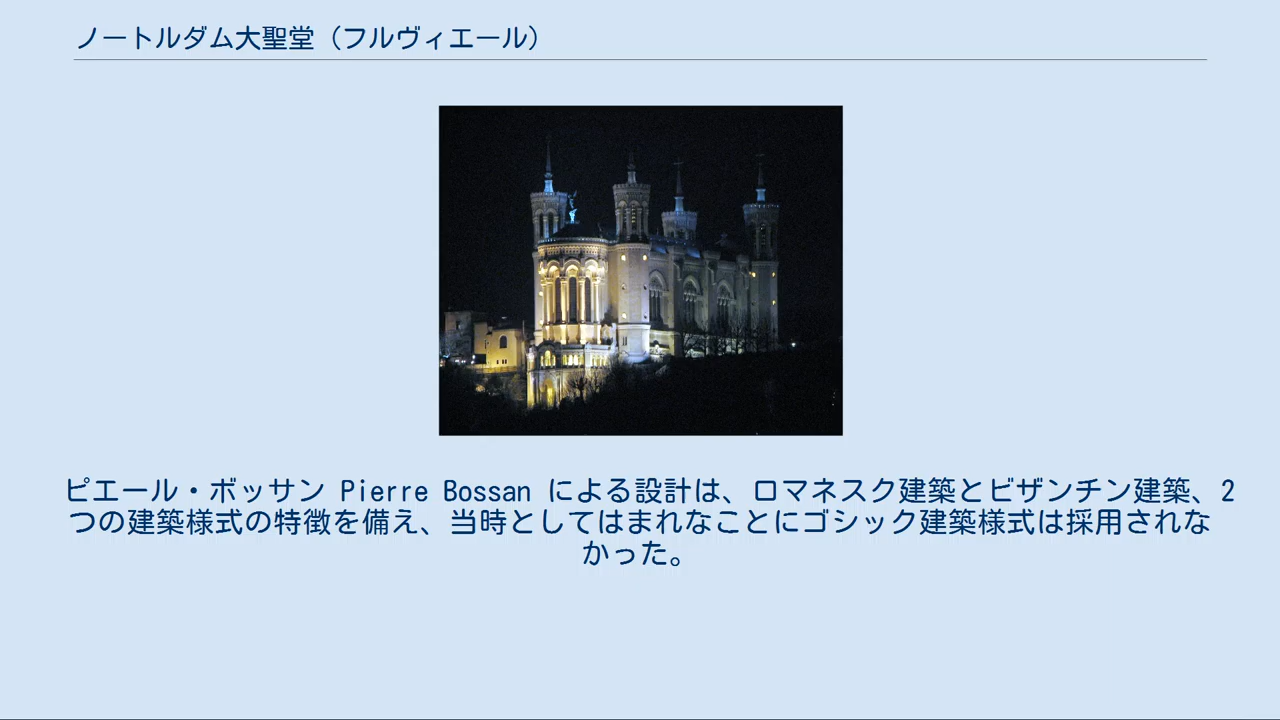 ノートルダム大聖堂（フルヴィエール）
ピエール・ボッサン Pierre Bossan による設計は、ロマネスク建築とビザンチン建築、2
つの建築様式の特徴を備え、当時としてはまれなことにゴシック建築様式は採用されな
かった。